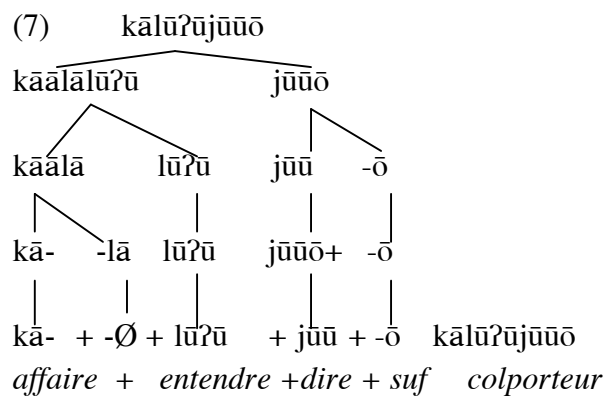 (7) kālūʔūjūūō
kāālālūʔū jūūō
kāālā lūʔū jūū -ō
kā- -lā lūʔū jūūō+ -ō
kā- + -Ø + lūʔū + jūū + -ō kālūʔūjūūō
affaire + entendre +dire + suf colporteur